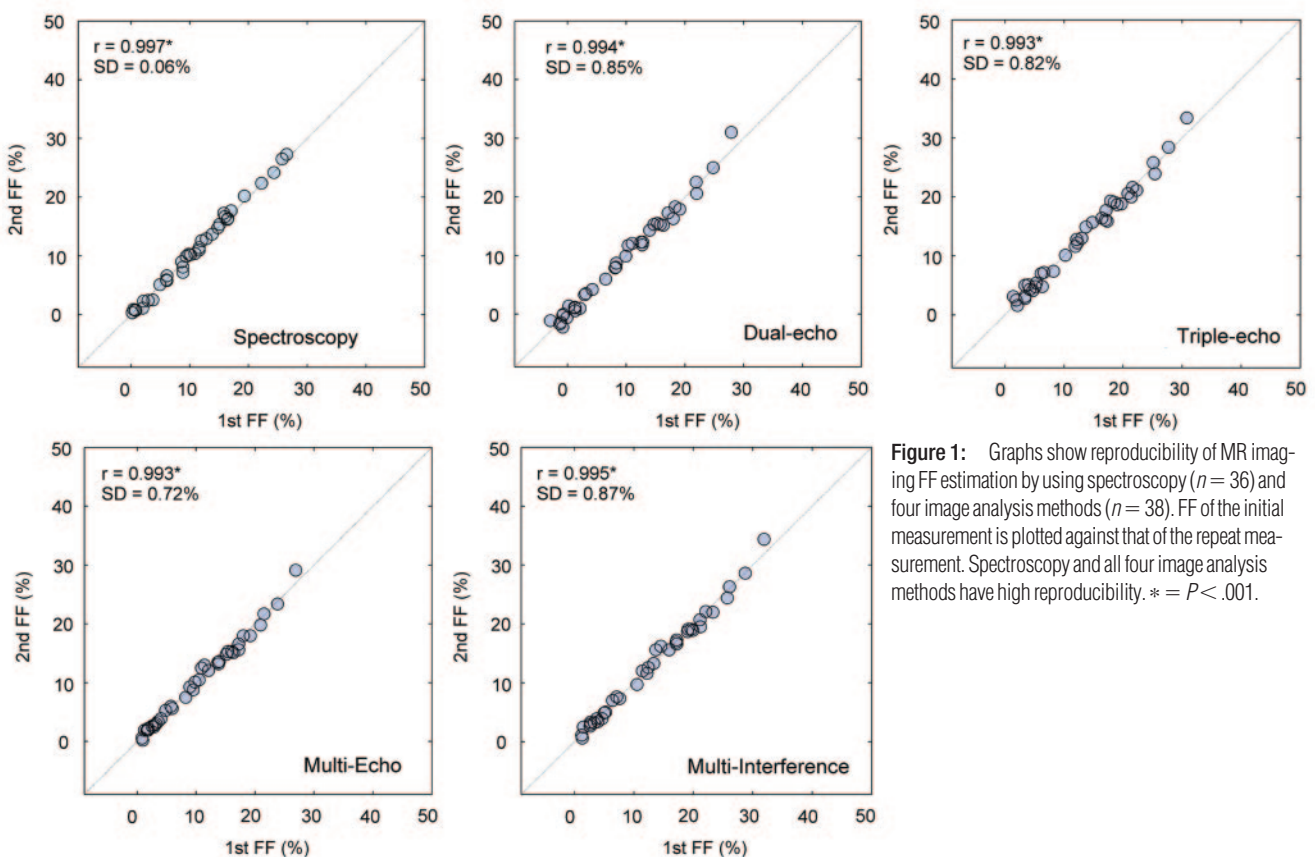 50
r = 0.997*
SD = 0.06%
40
30
20
10
0
2nd FF (%)
Spectroscopy
0 10 20 30 40 50
1st FF (%)
50
r = 0.994*
SD = 0.85%
40
30
20
10
0
2nd FF (%)
Dual-echo
0 10 20 30 40 50
1st FF (%)
50
r = 0.993*
SD = 0.82%
40
30
20
10
0
2nd FF (%)
Triple-echo
0 10 20 30 40 50
1st FF (%)
50
r = 0.993*
SD = 0.72%
40
30
20
10
0
2nd FF (%)
Multi-Echo
0 10 20 30 40 50
1st FF (%)
50
r = 0.995*
SD = 0.87%
40
30
20
10
0
2nd FF (%)
Multi-Interference
0 10 20 30 40 50
1st FF (%)
Figure 1: Graphs show reproducibility of MR imag-
ing FF estimation by using spectroscopy (n = 36) and
four image analysis methods (n = 38). FF of the initial
measurement is plotted against that of the repeat mea-
surement. Spectroscopy and all four image analysis
methods have high reproducibility. * = P < .001.